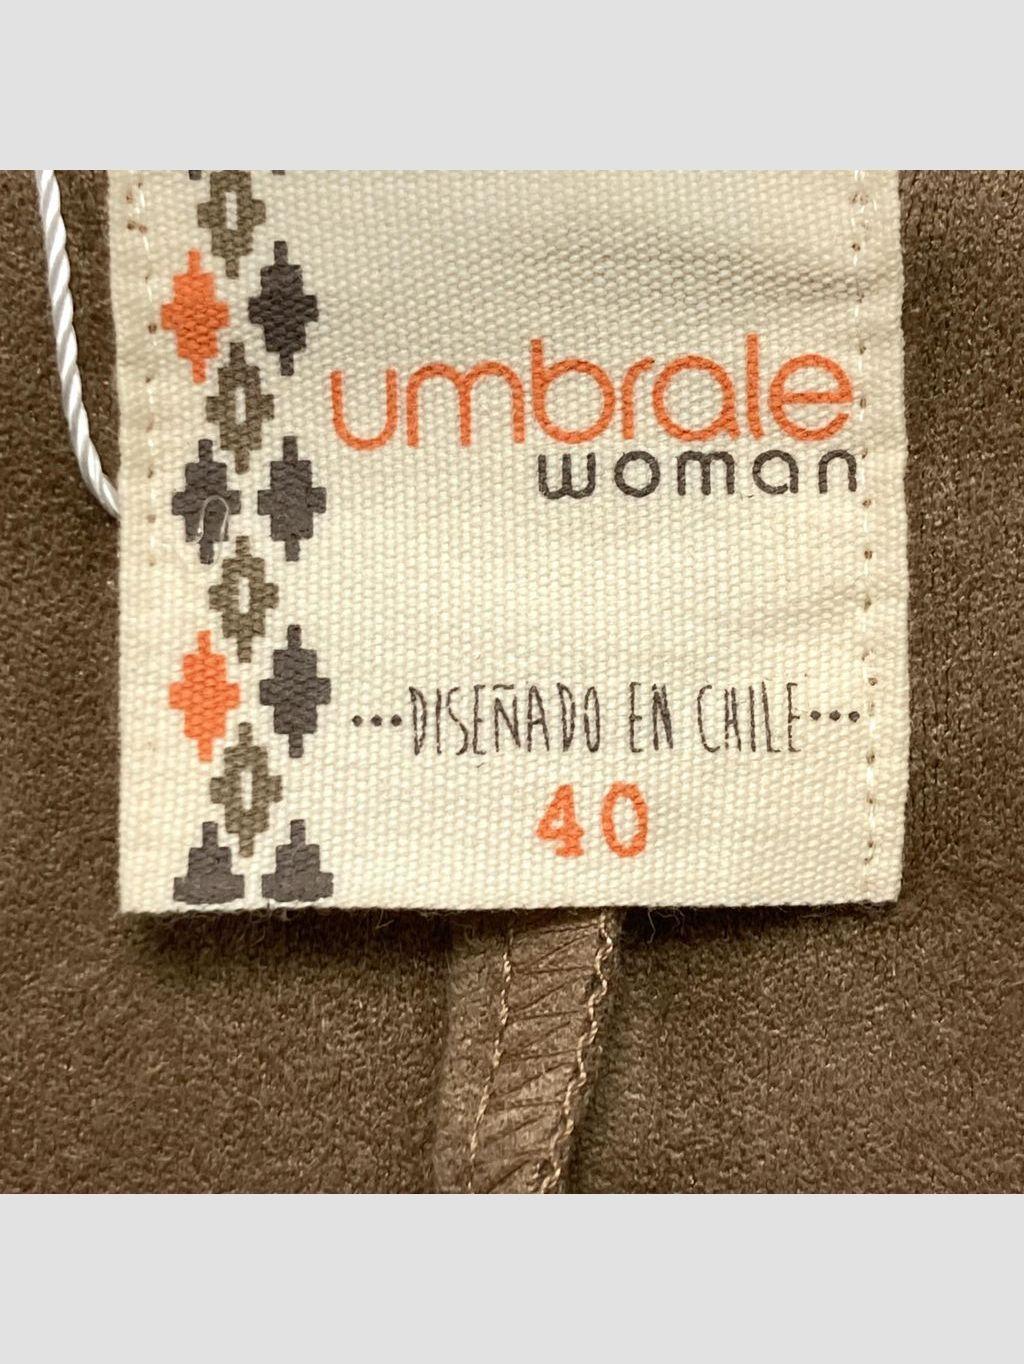 umbrale
woman
...DISEÑADO EN CHILE...
40